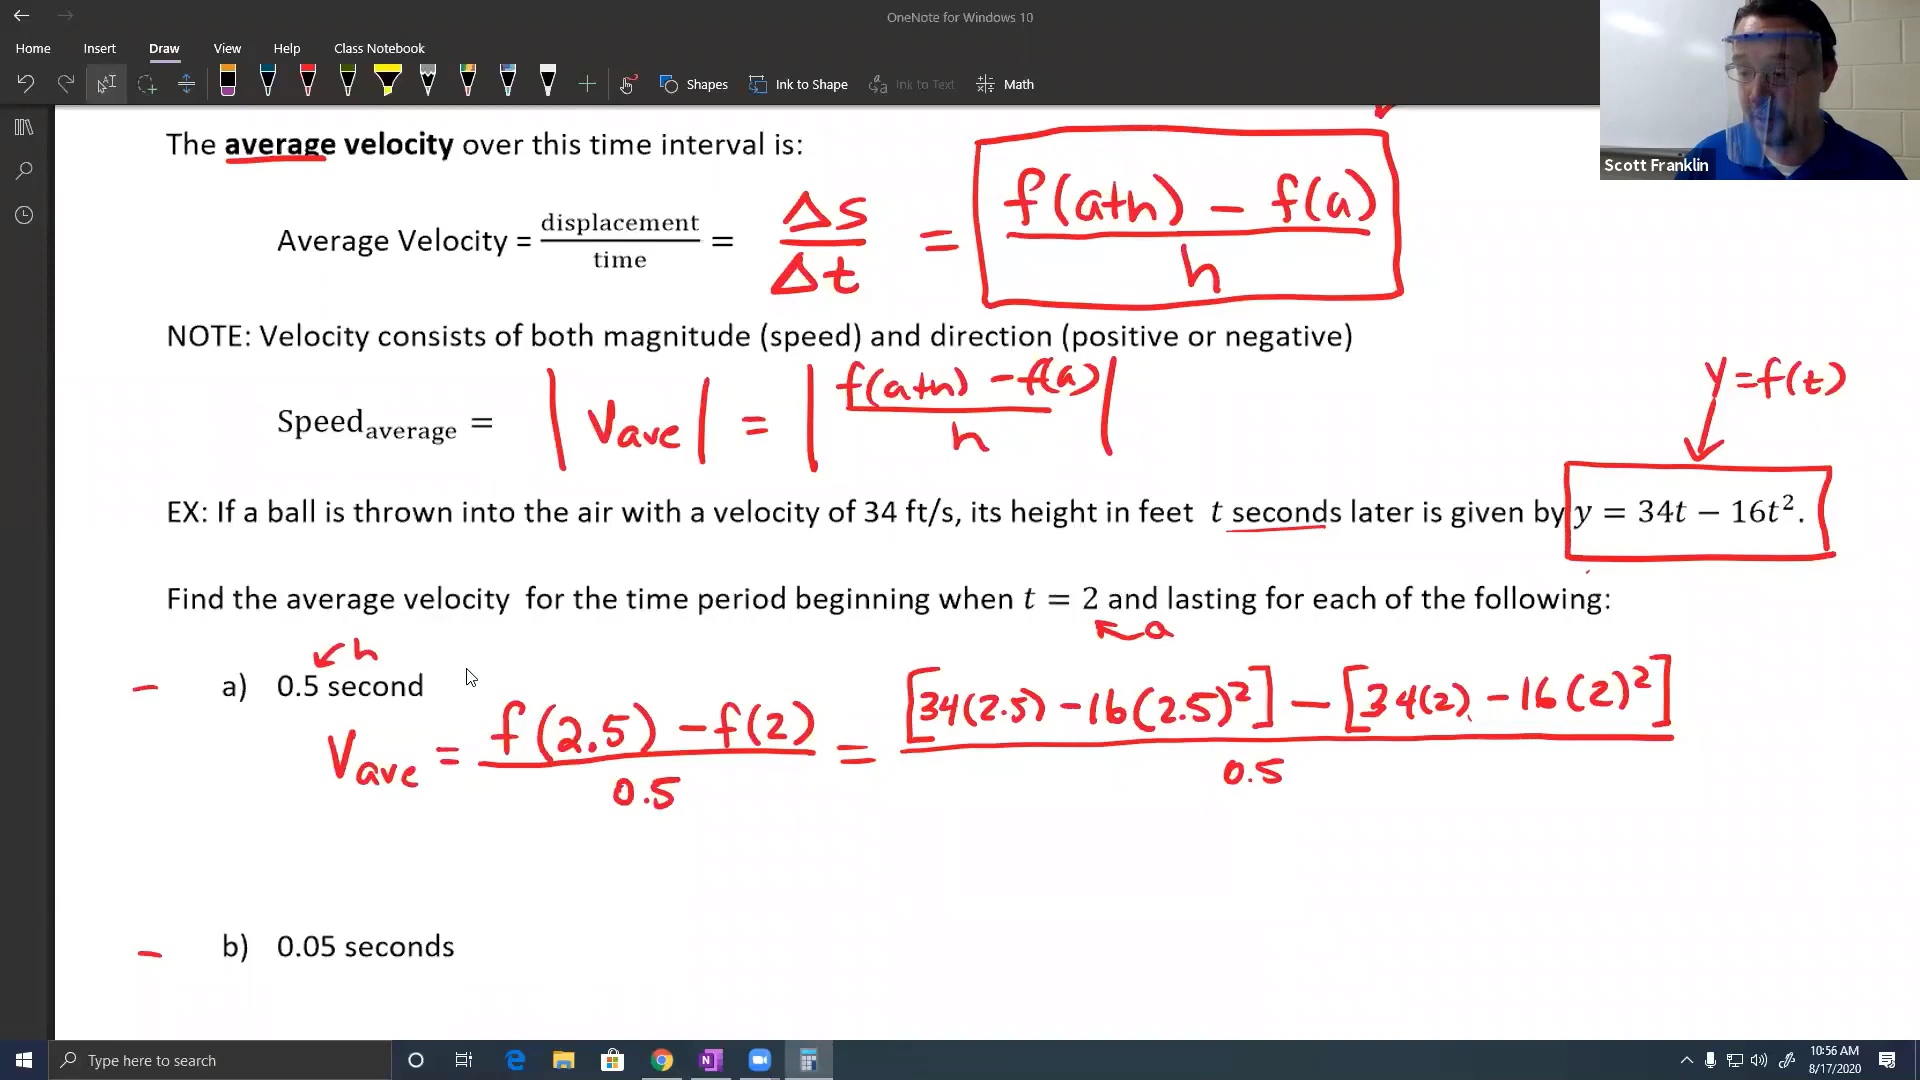 OneNote for Windows 10
Home Insert Draw View Help Class Notebook
Shapes Ink to Shape Ink to Text Math
Scott Franklin
The average velocity over this time interval is:
Average Velocity = displacement/time = Δs/Δt = f(a+h) − f(a)/h
NOTE: Velocity consists of both magnitude (speed) and direction (positive or negative)
y = f(t)
Speed average = |Vave| = |f(a+h) − f(a)/h|
EX: If a ball is thrown into the air with a velocity of 34 ft/s, its height in feet t seconds later is given by y = 34t − 16t².
Find the average velocity for the time period beginning when t = 2 and lasting for each of the following:
a
h
a) 0.5 second
Vave = f(2.5) − f(2)/0.5 = [34(2.5) − 16(2.5)²] − [34(2) − 16(2)²]/0.5
b) 0.05 seconds
Type here to search
10:56 AM
8/17/2020